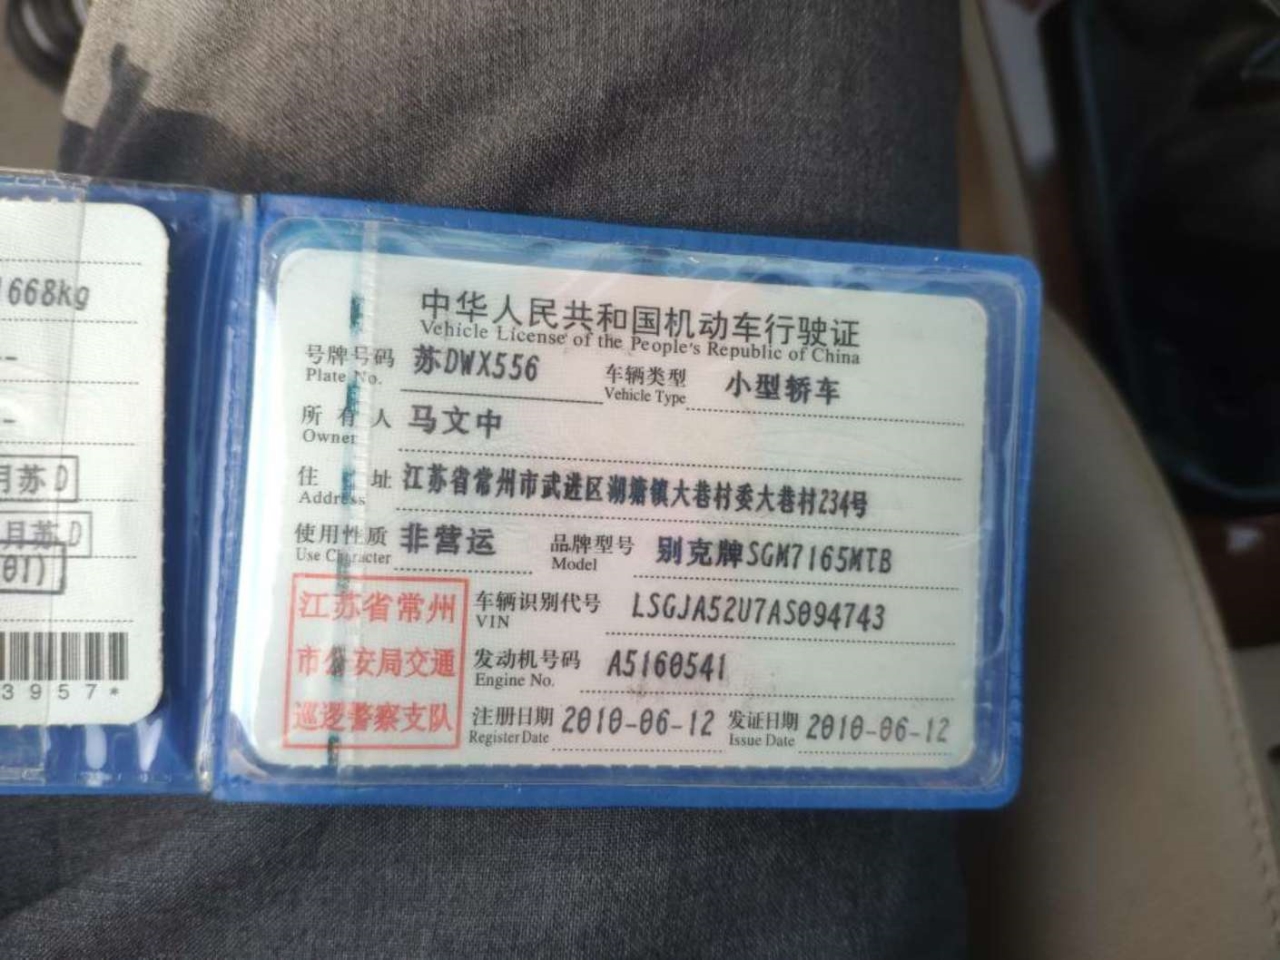 1668kg
--
-
月苏D
月苏D
01)
3957*
中华人民共和国机动车行驶证
Vehicle License of the People's Republic of China
号牌号码 苏DWX556 车辆类型 小型轿车
Plate No. Vehicle Type
所有人 马文中
Owner
住址 江苏省常州市武进区湖塘镇大巷村委大巷村234号
Address
使用性质 非营运 品牌型号 别克牌SGM7165MTB
Use Character Model
江苏省常州
市公安局交通
巡逻警察支队
车辆识别代号 LSGJA52U7AS094743
VIN
发动机号码 A5160541
Engine No.
注册日期 2010-06-12 发证日期 2010-06-12
Register Date Issue Date